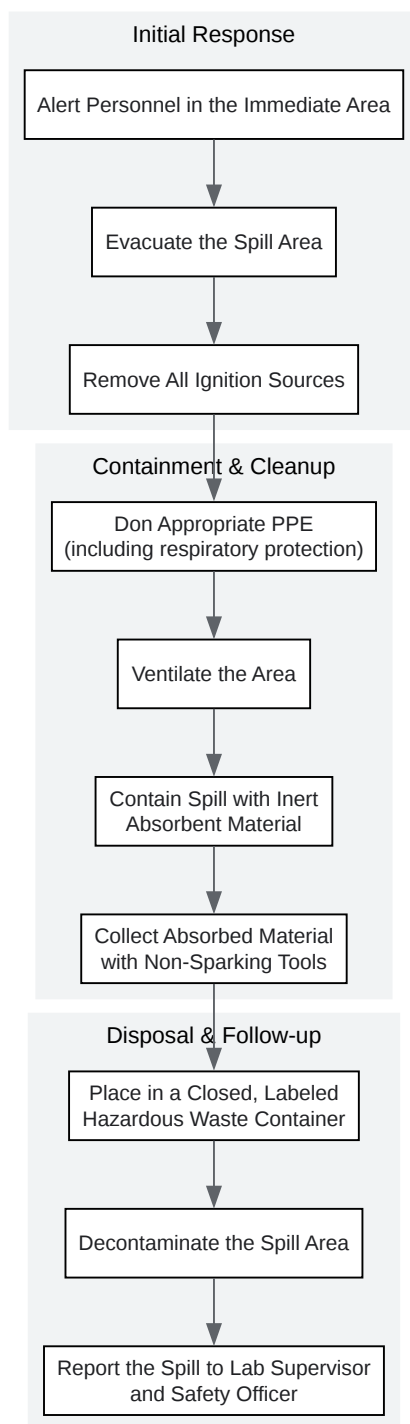 Initial Response
Alert Personnel in the Immediate Area
Evacuate the Spill Area
Remove All Ignition Sources
Containment & Cleanup
Don Appropriate PPE
(including respiratory protection)
Ventilate the Area
Contain Spill with Inert
Absorbent Material
Collect Absorbed Material
with Non-Sparking Tools
Disposal & Follow-up
Place in a Closed, Labeled
Hazardous Waste Container
Decontaminate the Spill Area
Report the Spill to Lab Supervisor
and Safety Officer